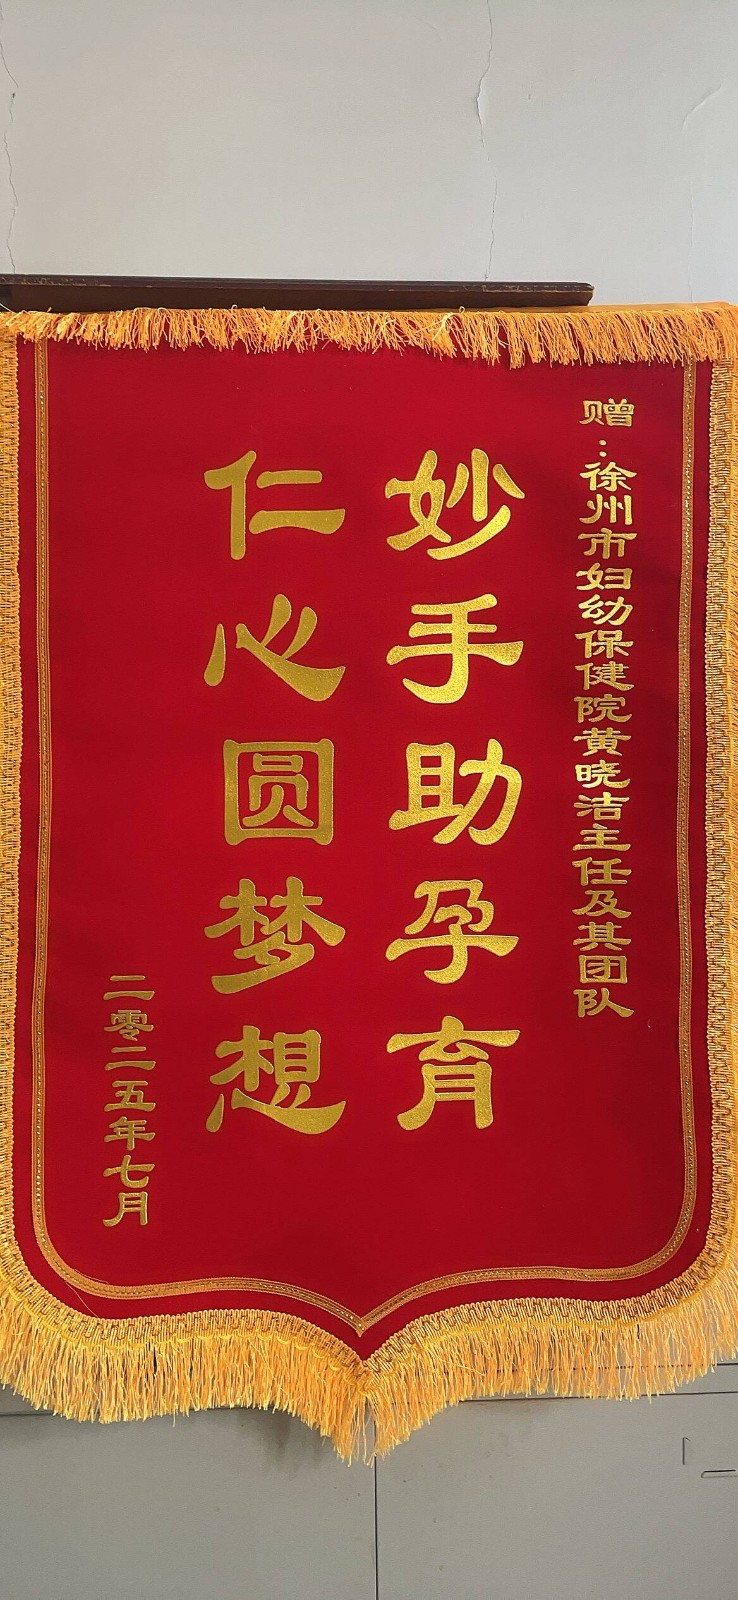 赠：徐州市妇幼保健院黄晓洁主任及其团队
妙手助孕育
仁心圆梦想
二零二五年七月